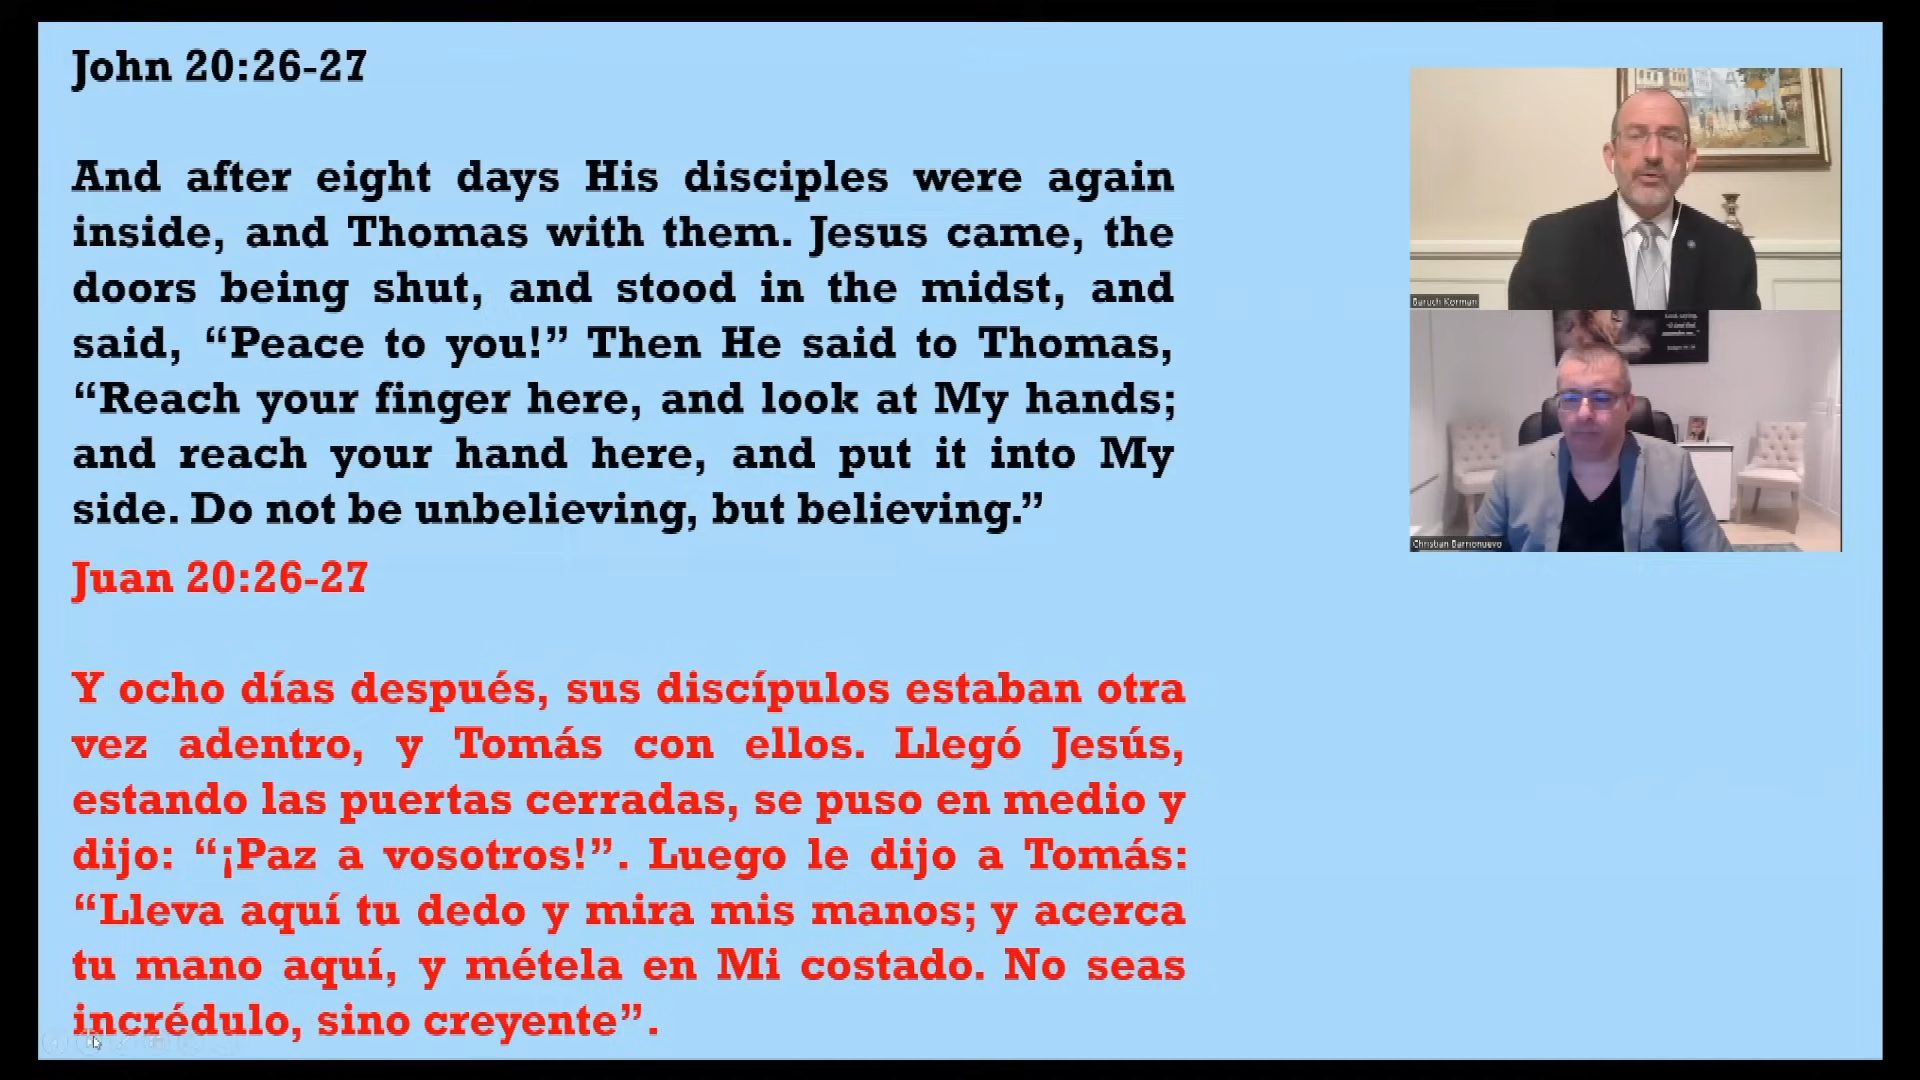 John 20:26-27
And after eight days His disciples were again
inside, and Thomas with them. Jesus came, the
doors being shut, and stood in the midst, and
said, “Peace to you!” Then He said to Thomas,
“Reach your finger here, and look at My hands;
and reach your hand here, and put it into My
side. Do not be unbelieving, but believing.”
Juan 20:26-27
Y ocho días después, sus discípulos estaban otra
vez adentro, y Tomás con ellos. Llegó Jesús,
estando las puertas cerradas, se puso en medio y
dijo: “¡Paz a vosotros!”. Luego le dijo a Tomás:
“Lleva aquí tu dedo y mira mis manos; y acerca
tu mano aquí, y métela en Mi costado. No seas
incrédulo, sino creyente”.
Baruch Korman
Christian Barrionuevo